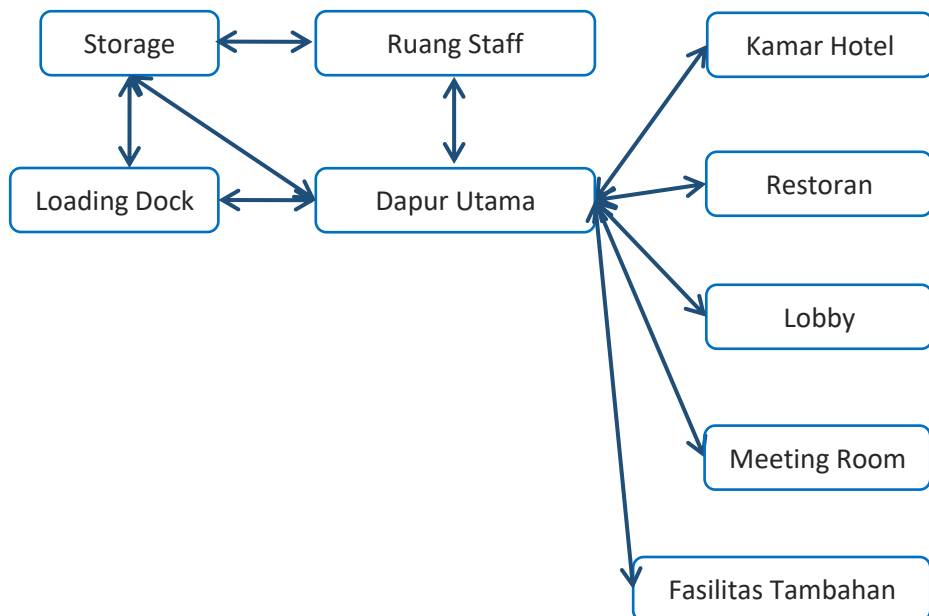 Storage
Ruang Staff
Kamar Hotel
Loading Dock
Dapur Utama
Restoran
Lobby
Meeting Room
Fasilitas Tambahan